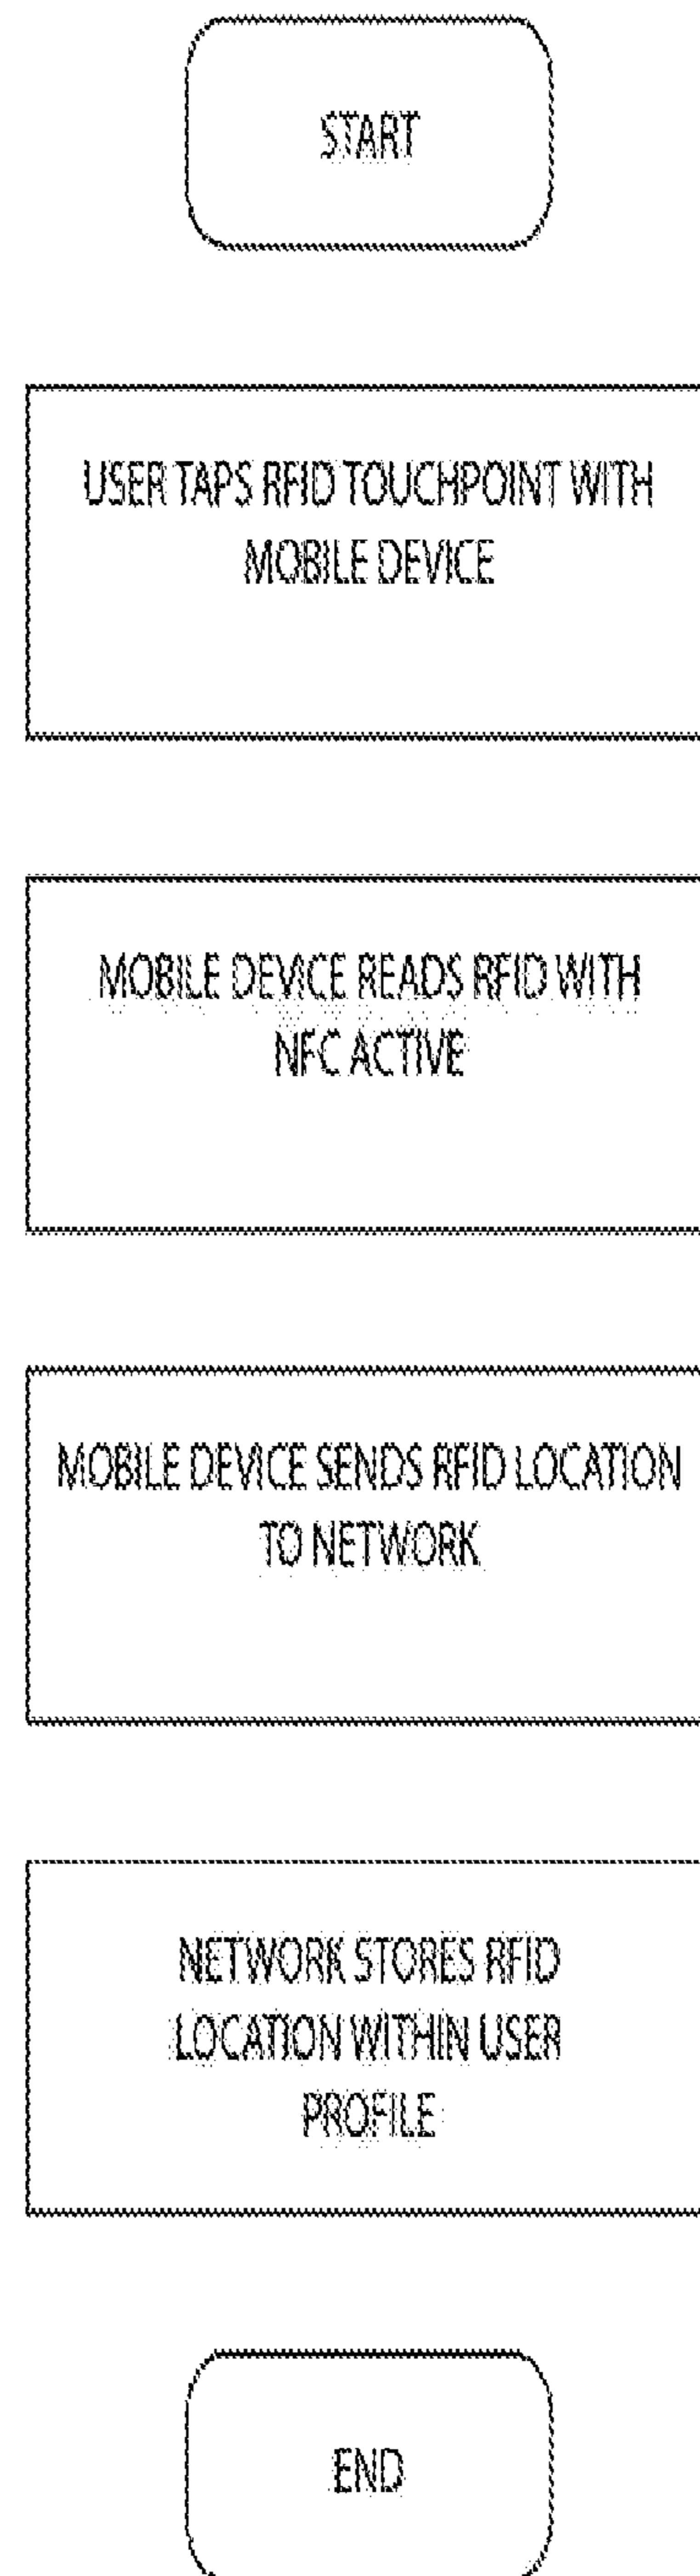 START
USER TAPS RFID TOUCHPOINT WITH
MOBILE DEVICE
MOBILE DEVICE READS RFID WITH
NFC ACTIVE
MOBILE DEVICE SENDS RFID LOCATION
TO NETWORK
NETWORK STORES RFID
LOCATION WITHIN USER
PROFILE
END